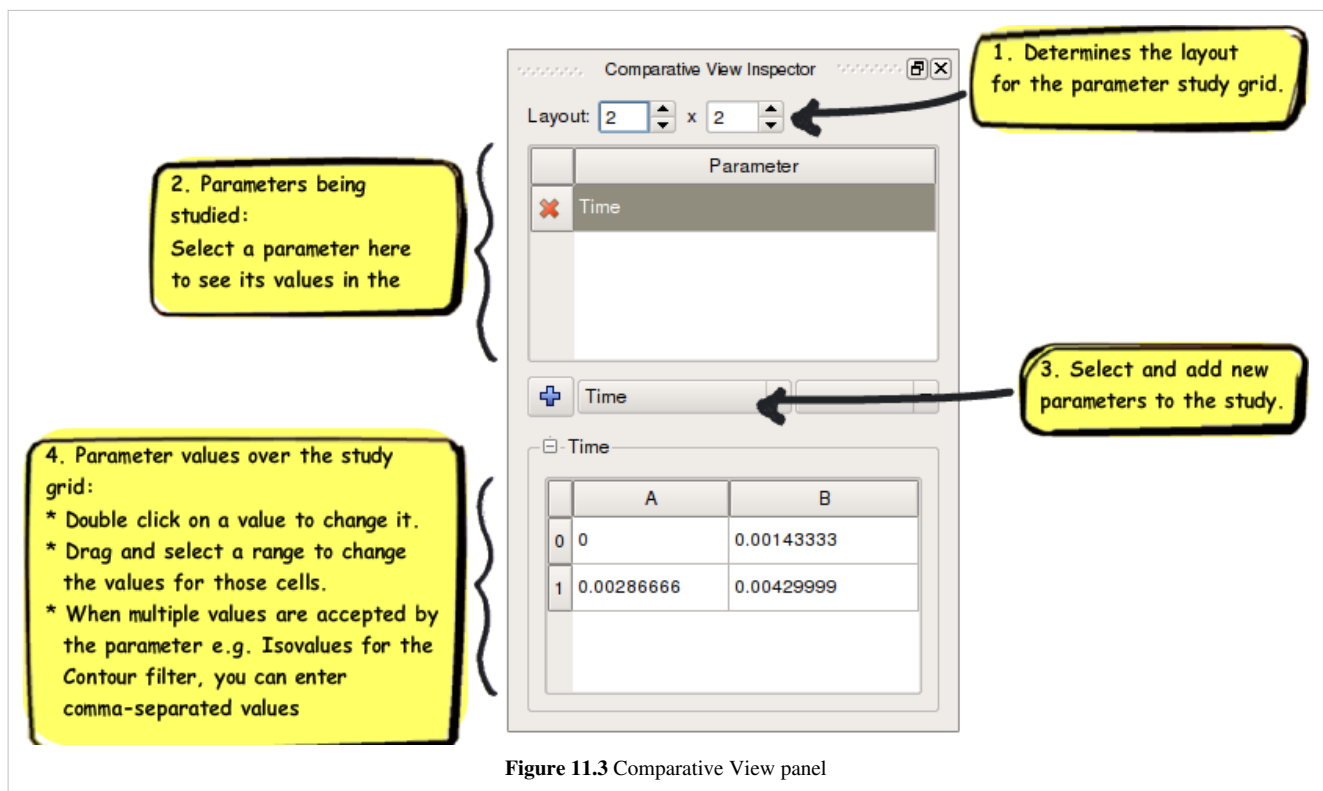 Comparative View Inspector
1. Determines the layout
for the parameter study grid.
Layout: 2 x 2
2. Parameters being
studied:
Select a parameter here
to see its values in the
Parameter
Time
3. Select and add new
parameters to the study.
Time
4. Parameter values over the study
grid:
* Double click on a value to change it.
* Drag and select a range to change
the values for those cells.
* When multiple values are accepted by
the parameter e.g. Isovalues for the
Contour filter, you can enter
comma-separated values
Time
A B
0 0 0.00143333
1 0.00286666 0.00429999
Figure 11.3 Comparative View panel